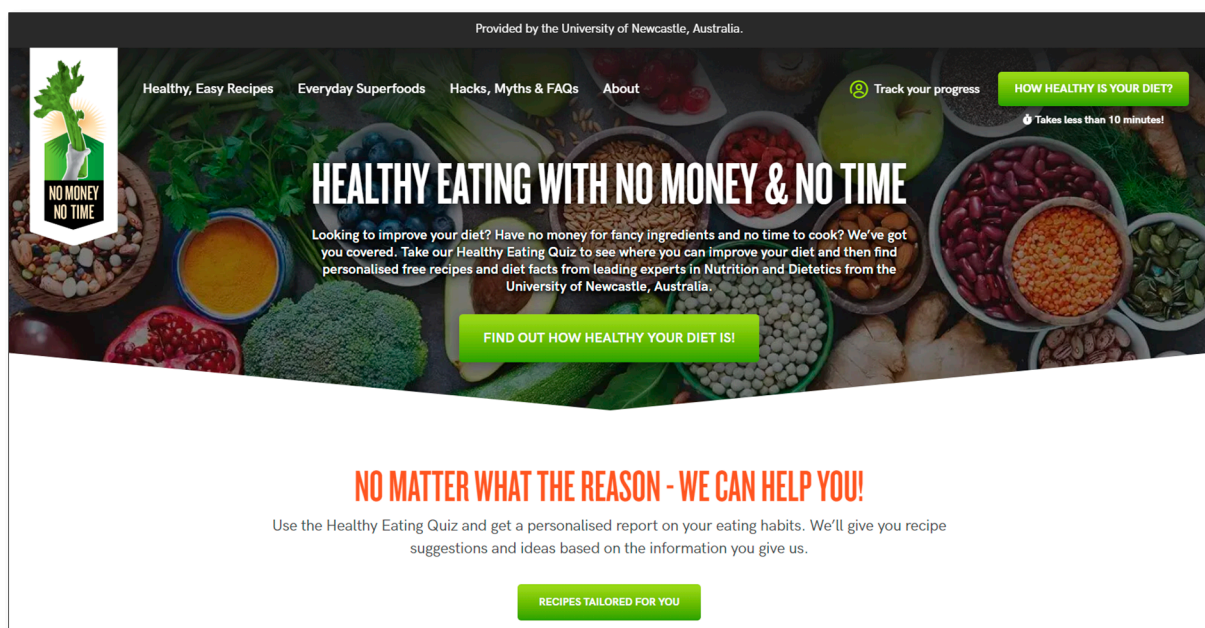 Provided by the University of Newcastle, Australia.
NO MONEY
NO TIME
Healthy, Easy Recipes
Everyday Superfoods
Hacks, Myths & FAQs
About
Track your progress
HOW HEALTHY IS YOUR DIET?
Takes less than 10 minutes!
HEALTHY EATING WITH NO MONEY & NO TIME
Looking to improve your diet? Have no money for fancy ingredients and no time to cook? We've got
you covered. Take our Healthy Eating Quiz to see where you can improve your diet and then find
personalised free recipes and diet facts from leading experts in Nutrition and Dietetics from the
University of Newcastle, Australia.
FIND OUT HOW HEALTHY YOUR DIET IS!
NO MATTER WHAT THE REASON - WE CAN HELP YOU!
Use the Healthy Eating Quiz and get a personalised report on your eating habits. We'll give you recipe
suggestions and ideas based on the information you give us.
RECIPES TAILORED FOR YOU